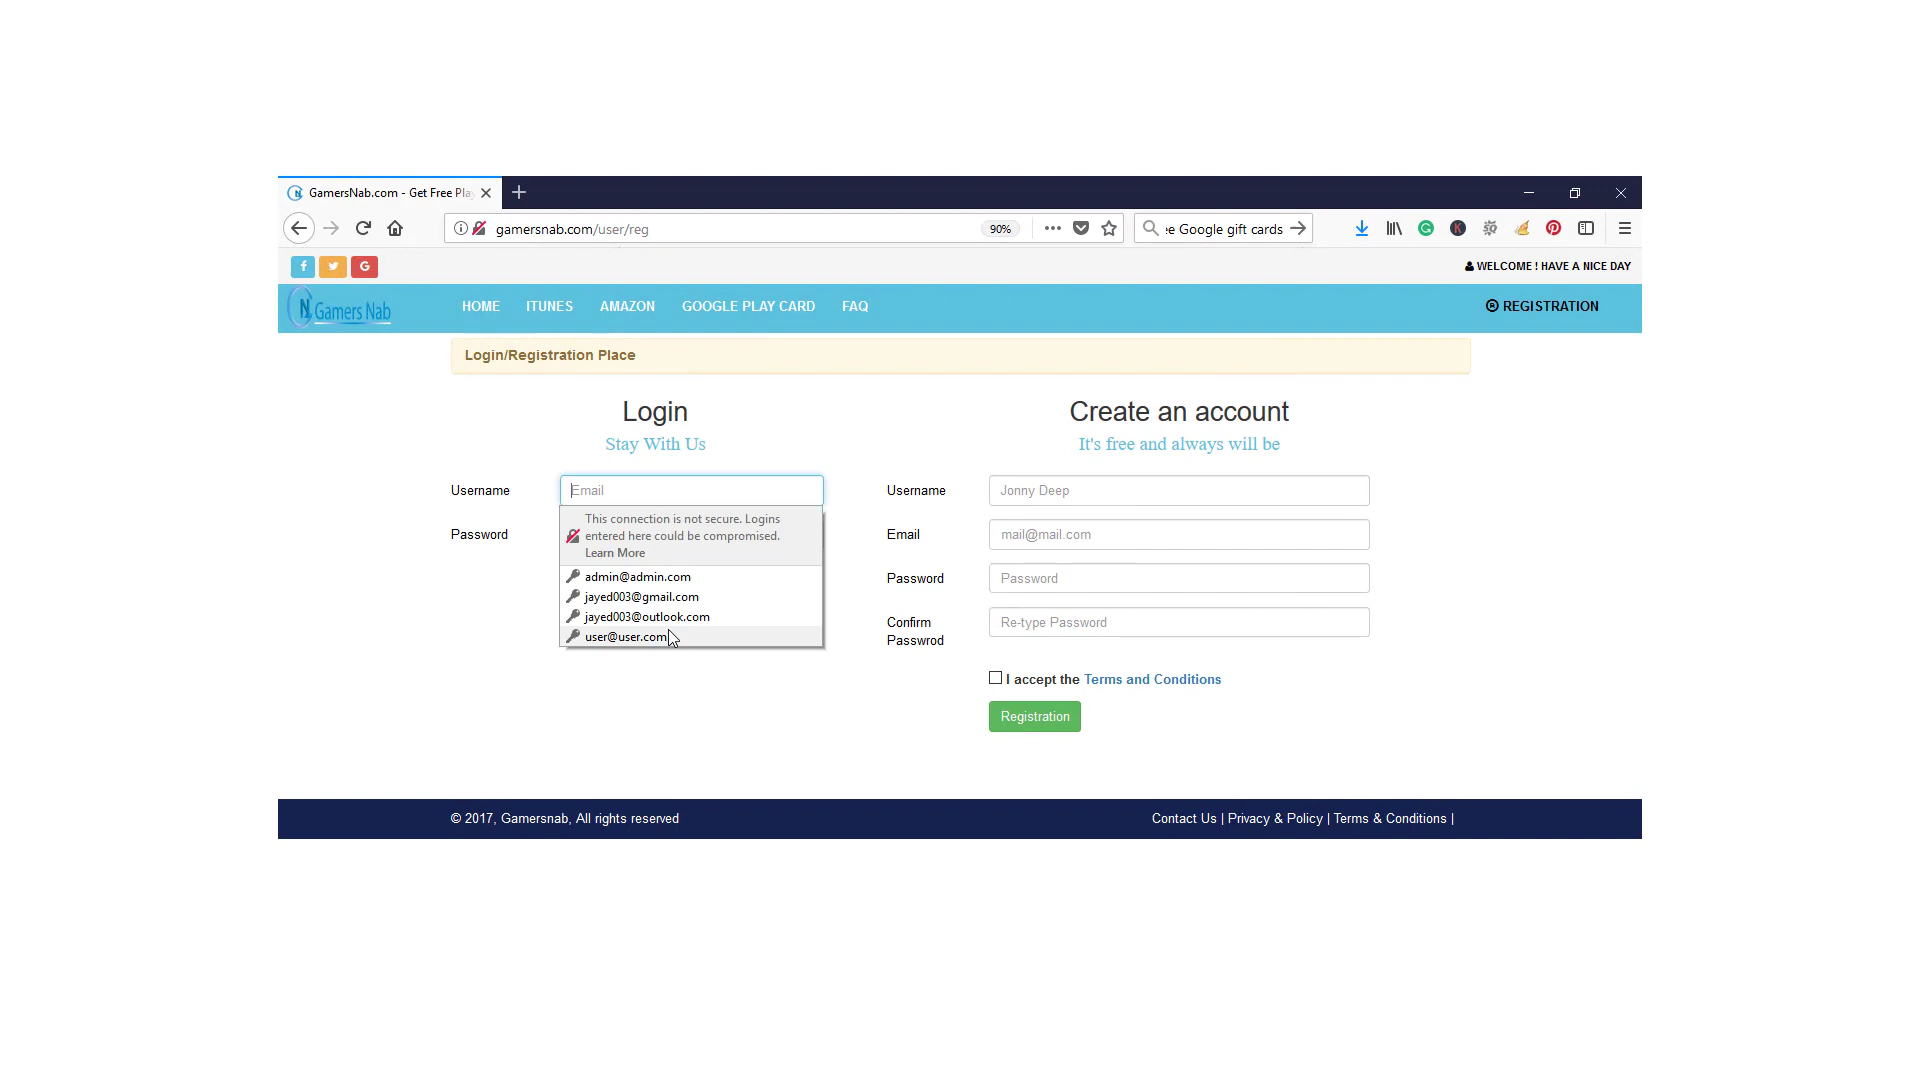 GamersNab.com - Get Free Pla
gamersnab.com/user/reg
90%
ee Google gift cards
WELCOME ! HAVE A NICE DAY
Gamers Nab
HOME
ITUNES
AMAZON
GOOGLE PLAY CARD
FAQ
REGISTRATION
Login/Registration Place
Login
Create an account
Stay With Us
It's free and always will be
Username
Email
Username
Jonny Deep
This connection is not secure. Logins
entered here could be compromised.
Learn More
Password
Email
mail@mail.com
admin@admin.com
jayed003@gmail.com
jayed003@outlook.com
user@user.com
Password
Password
Confirm
Passwrod
Re-type Password
I accept the Terms and Conditions
Registration
© 2017, Gamersnab, All rights reserved
Contact Us | Privacy & Policy | Terms & Conditions |